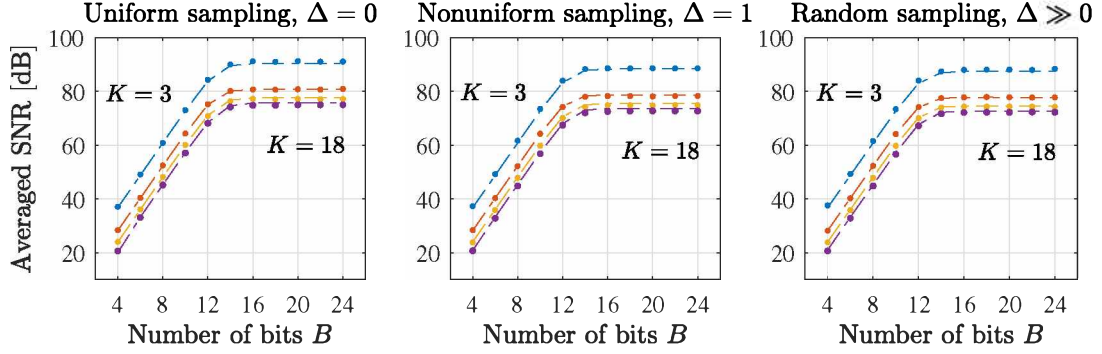 Uniform sampling, Δ = 0
Averaged SNR [dB]
100
80
60
40
20
K = 3
K = 18
4 8 12 16 20 24
Number of bits B
Nonuniform sampling, Δ = 1
100
80
60
40
20
K = 3
K = 18
4 8 12 16 20 24
Number of bits B
Random sampling, Δ ≫ 0
100
80
60
40
20
K = 3
K = 18
4 8 12 16 20 24
Number of bits B